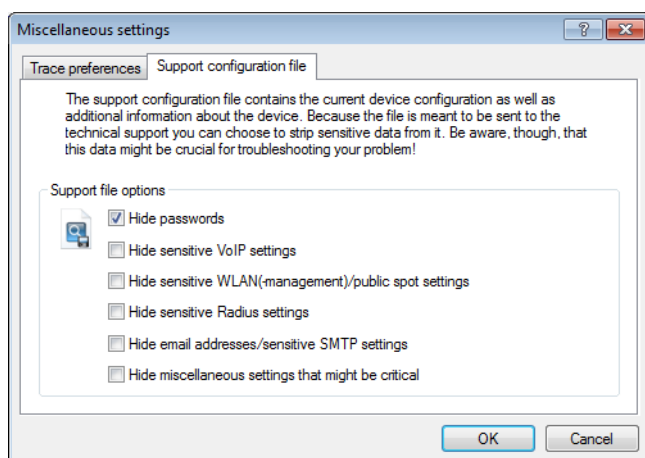 Miscellaneous settings
Trace preferences
Support configuration file
The support configuration file contains the current device configuration as well as
additional information about the device. Because the file is meant to be sent to the
technical support you can choose to strip sensitive data from it. Be aware, though, that
this data might be crucial for troubleshooting your problem!
Support file options
Hide passwords
Hide sensitive VoIP settings
Hide sensitive WLAN(-management)/public spot settings
Hide sensitive Radius settings
Hide email addresses/sensitive SMTP settings
Hide miscellaneous settings that might be critical
OK
Cancel